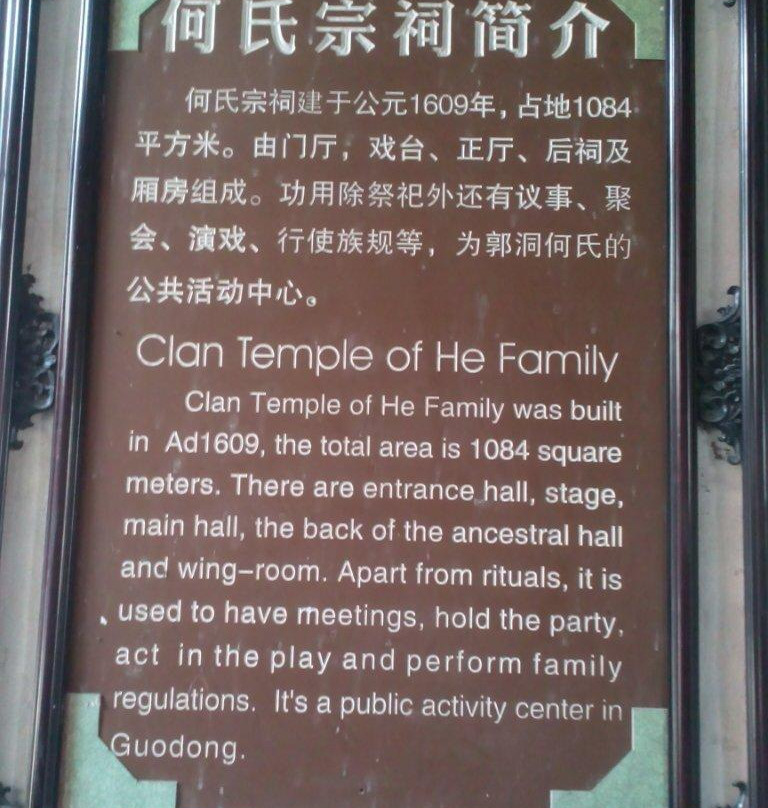 何氏宗祠简介
何氏宗祠建于公元1609年，占地1084
平方米。由门厅，戏台、正厅、后祠及
厢房组成。功用除祭祀外还有议事、聚
会、演戏、行使族规等，为郭洞何氏的
公共活动中心。
Clan Temple of He Family
Clan Temple of He Family was built
in Ad1609, the total area is 1084 square
meters. There are entrance hall, stage,
main hall, the back of the ancestral hall
and wing-room. Apart from rituals, it is
used to have meetings, hold the party,
act in the play and perform family
regulations. It's a public activity center in
Guodong.